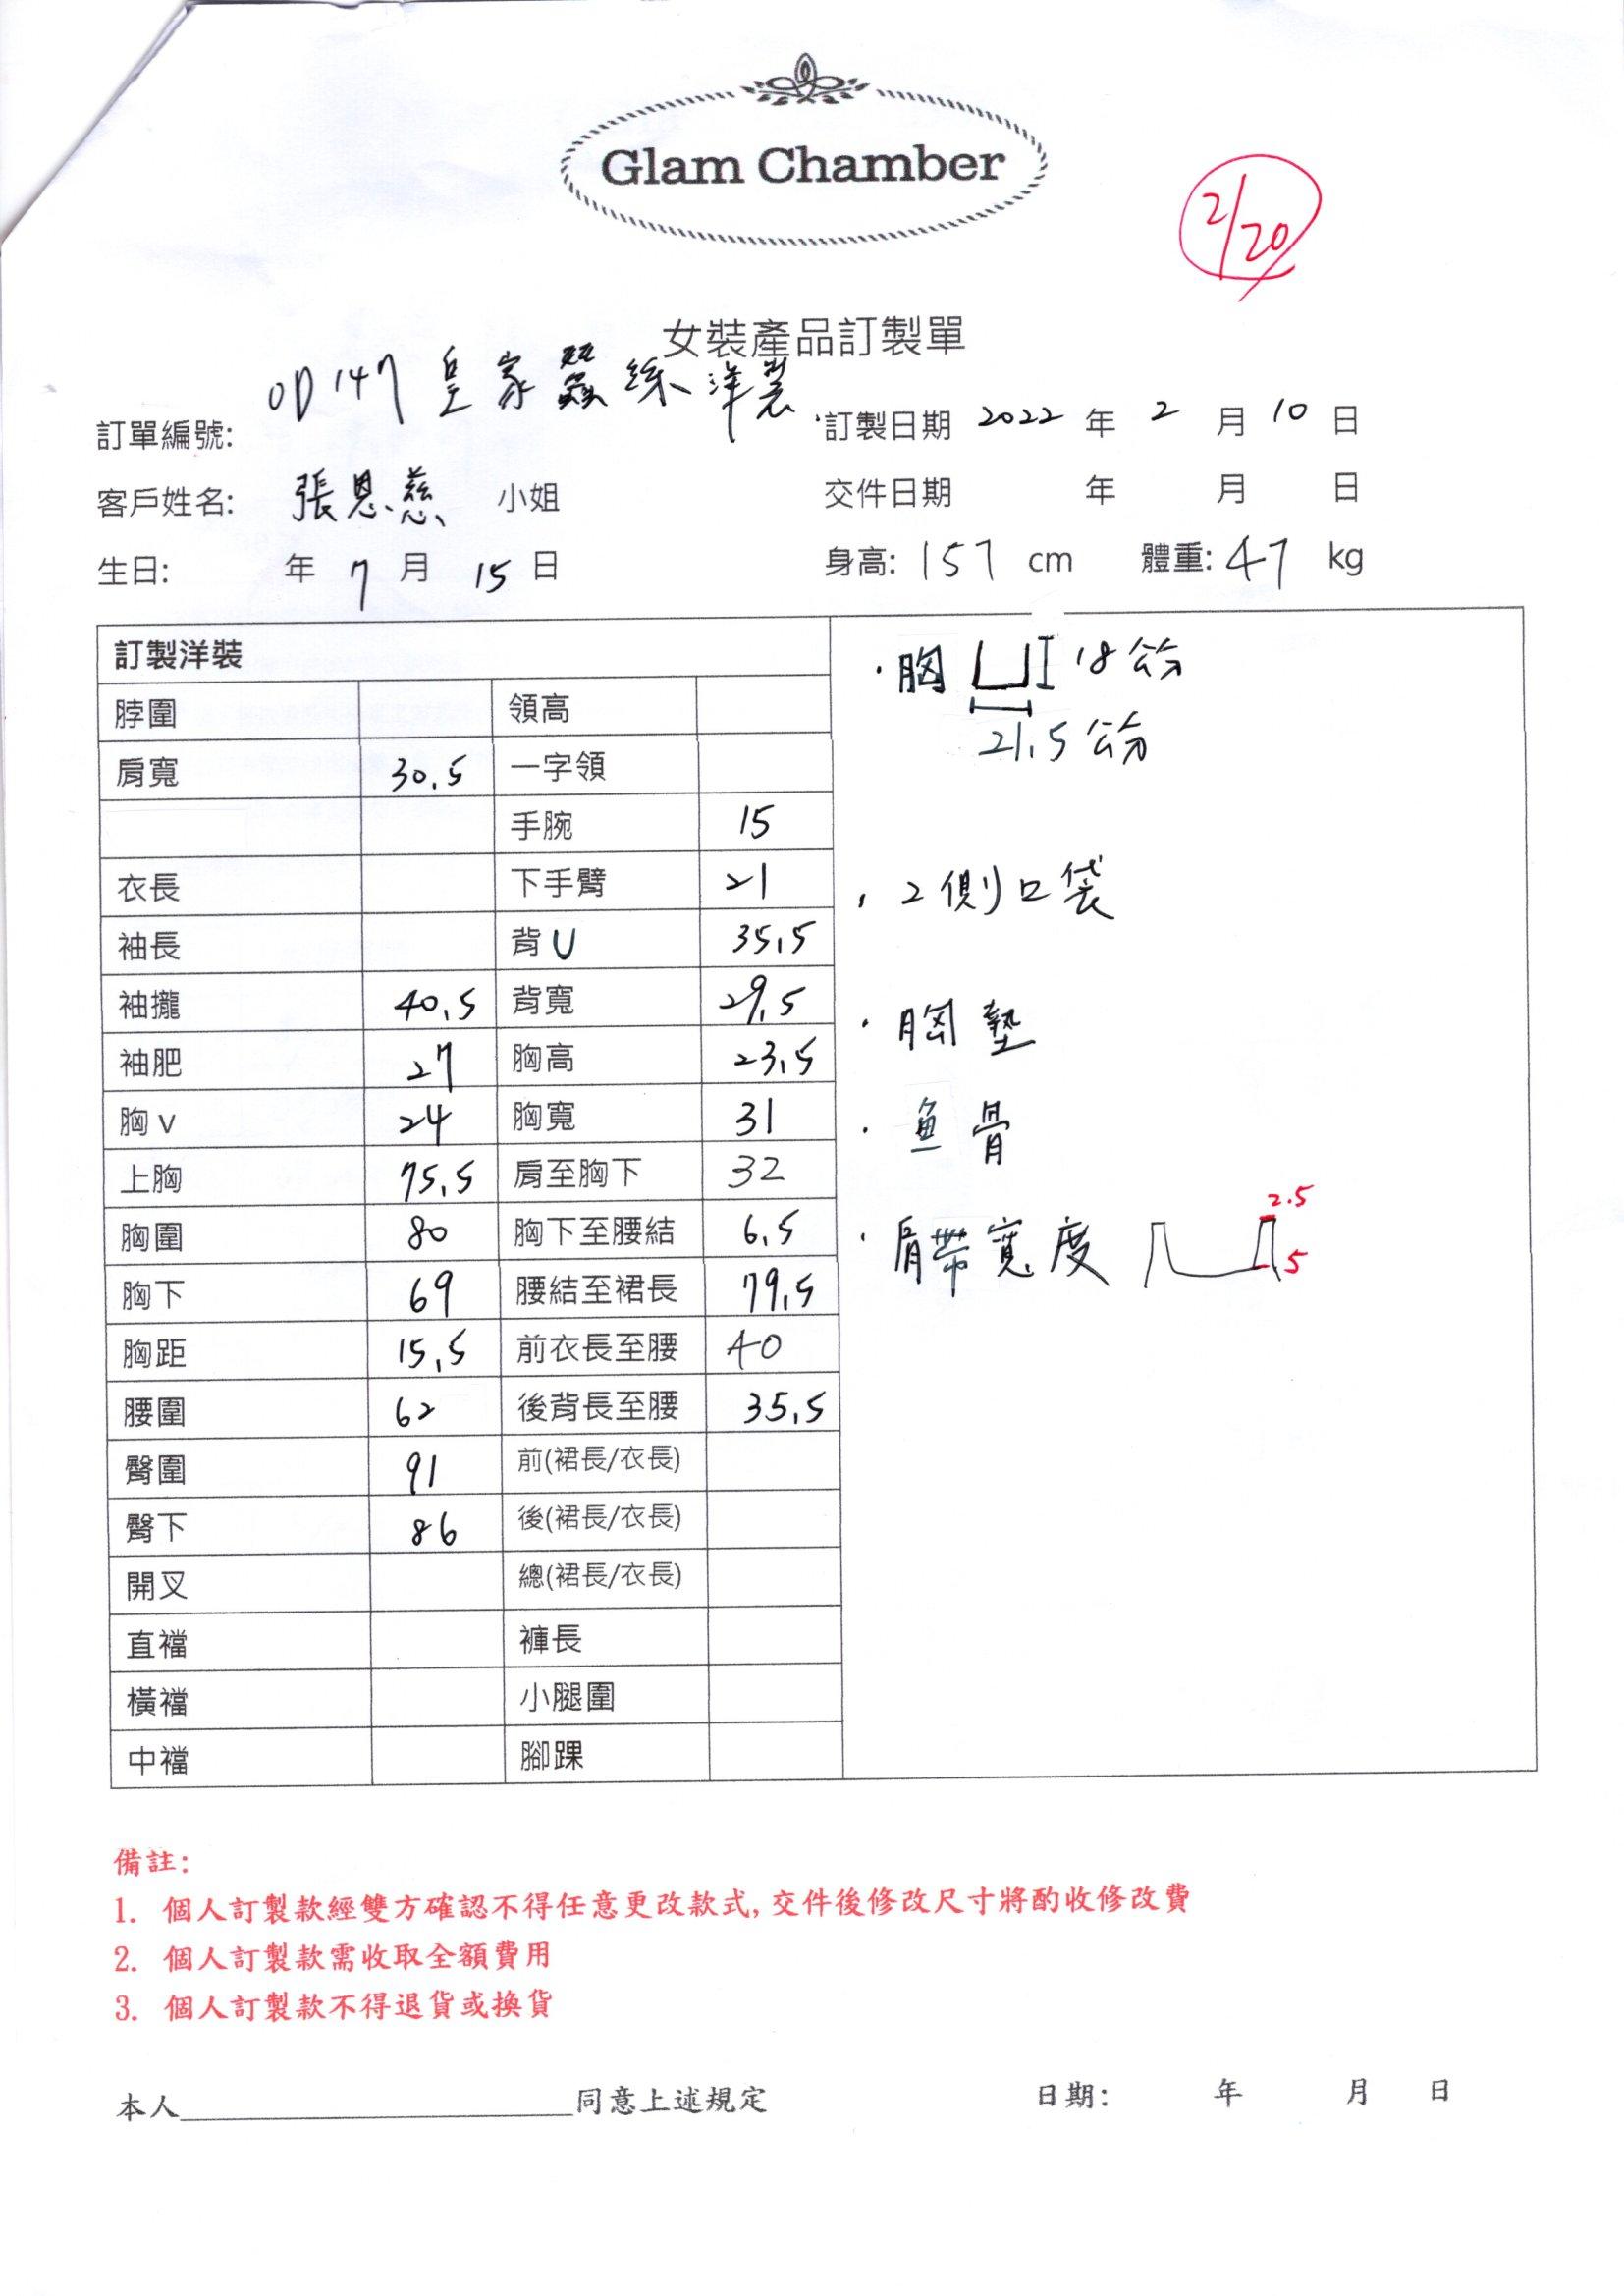 Glam Chamber
2/20
女裝產品訂製單
訂單編號: OD147 皇家蠶絲洋裝 訂製日期 2022 年 2 月 10 日
客戶姓名: 張恩慈 小姐 交件日期 年 月 日
生日: 年 7 月 15 日 身高: 157 cm 體重: 47 kg
訂製洋裝
脖圍 領高
肩寬 30.5 一字領
手腕 15
衣長 下手臂 21
袖長 背U 35.5
袖攏 40.5 背寬 29.5
袖肥 27 胸高 23.5
胸v 24 胸寬 31
上胸 75.5 肩至胸下 32
胸圍 80 胸下至腰結 6.5
胸下 69 腰結至裙長 79.5
胸距 15.5 前衣長至腰 40
腰圍 62 後背長至腰 35.5
臀圍 91 前(裙長/衣長)
臀下 86 後(裙長/衣長)
開叉 總(裙長/衣長)
直襠 褲長
橫襠 小腿圍
中襠 腳踝
·胸 18公分
21.5公分
·2側口袋
·胸墊
·魚骨
·肩帶寬度 2.5
5
備註:
1. 個人訂製款經雙方確認不得任意更改款式,交件後修改尺寸將酌收修改費
2. 個人訂製款需收取全額費用
3. 個人訂製款不得退貨或換貨
本人____________________同意上述規定 日期: 年 月 日